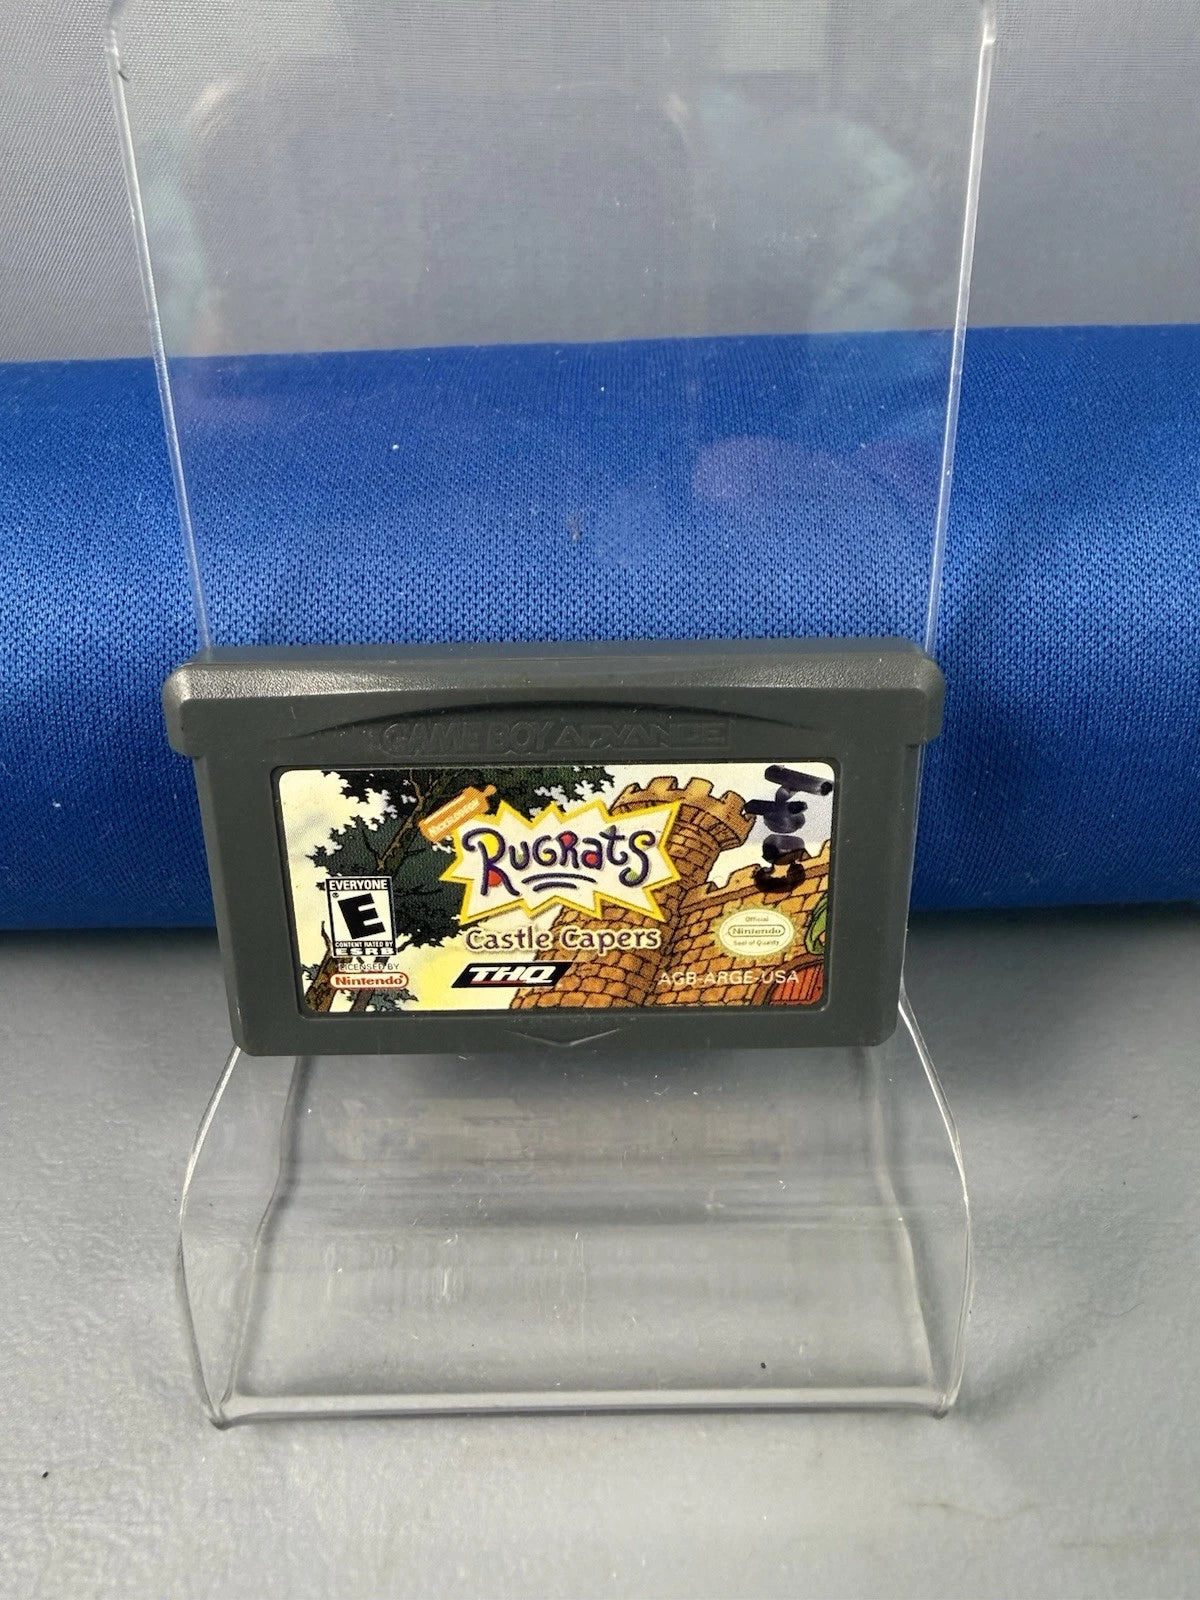 GAME BOY ADVANCE
NICKELODEON
RUGRatS™
Castle Capers
EVERYONE
E
CONTENT RATED BY
ESRB
LICENSED BY
Nintendo
THQ
Official
Nintendo
Seal of Quality
AGB-ARGE-USA